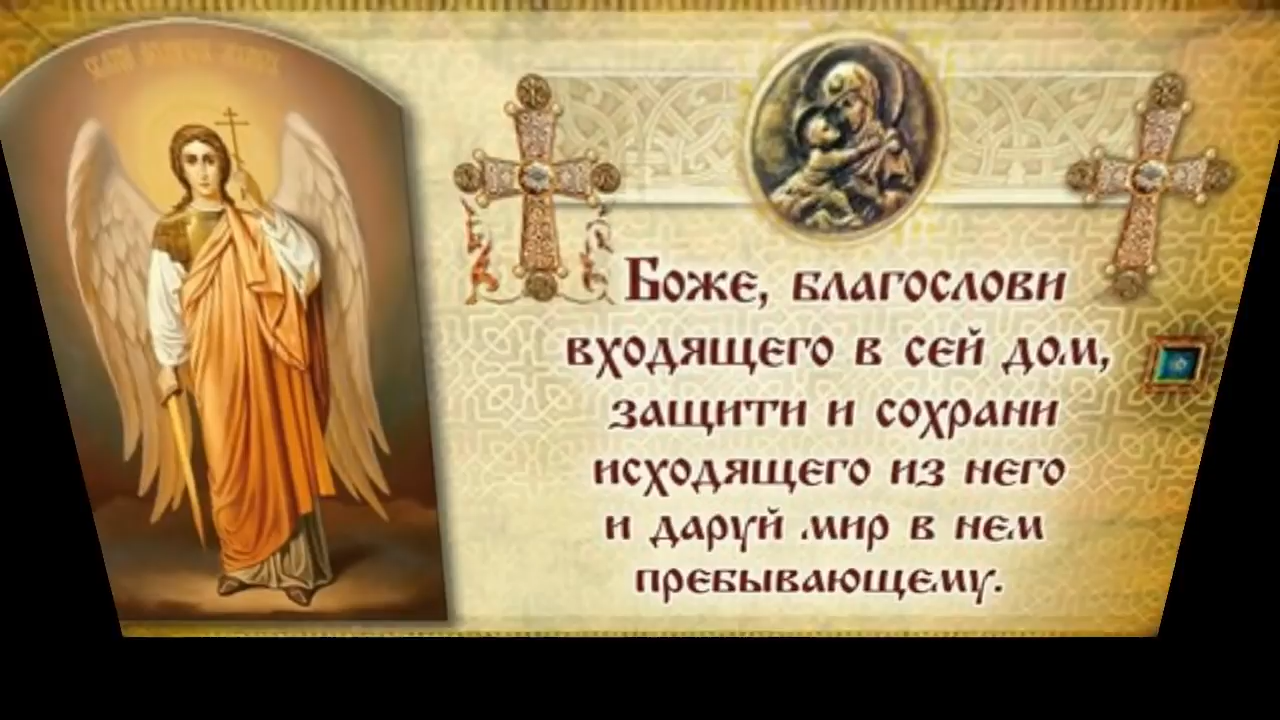 Боже, благослови
входящего в сей дом,
защити и сохрани
исходящего из него
и даруй мир в нем
пребывающему.